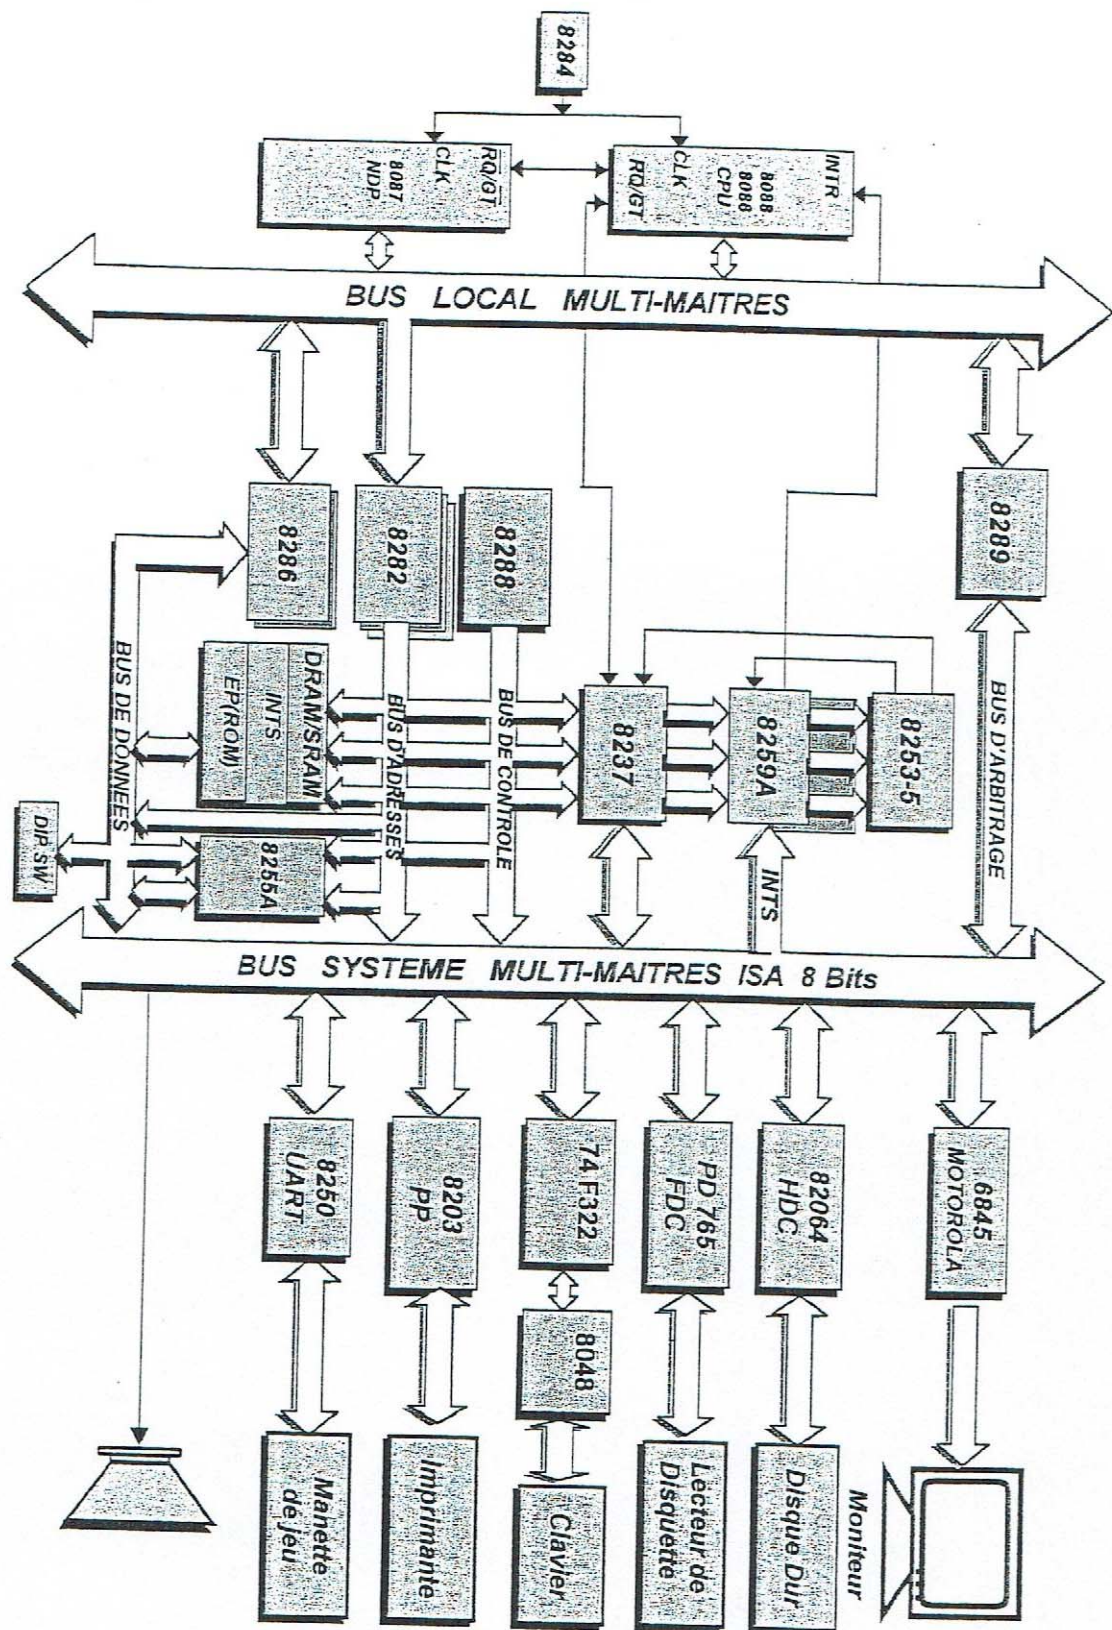 8284
INTR
8088
8086
CPU
CLK
RQ/GT
RQ/GT
CLK
8087
NDP
BUS LOCAL MULTI-MAITRES
8289
8288
8282
8286
BUS D'ARBITRAGE
8253-5
8259A
8237
INTS
BUS DE CONTROLE
BUS D'ADRESSES
DRAM/SRAM
INTS
EP(ROM)
BUS DE DONNEES
8255A
DIP SW
BUS SYSTEME MULTI-MAITRES ISA 8 Bits
6845
MOTOROLA
82064
HDC
PD 765
FDC
74 F322
8048
8203
PP
8250
UART
Moniteur
Disque Dur
Lecteur de
Disquette
Clavier
Imprimante
Manette
de jeu